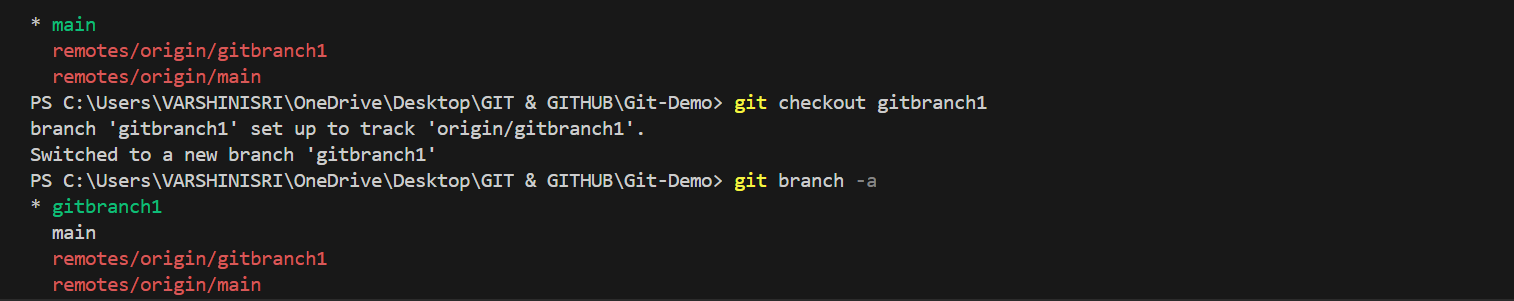 * main
  remotes/origin/gitbranch1
  remotes/origin/main
PS C:\Users\VARSHINISRI\OneDrive\Desktop\GIT & GITHUB\Git-Demo> git checkout gitbranch1
branch 'gitbranch1' set up to track 'origin/gitbranch1'.
Switched to a new branch 'gitbranch1'
PS C:\Users\VARSHINISRI\OneDrive\Desktop\GIT & GITHUB\Git-Demo> git branch -a
* gitbranch1
  main
  remotes/origin/gitbranch1
  remotes/origin/main